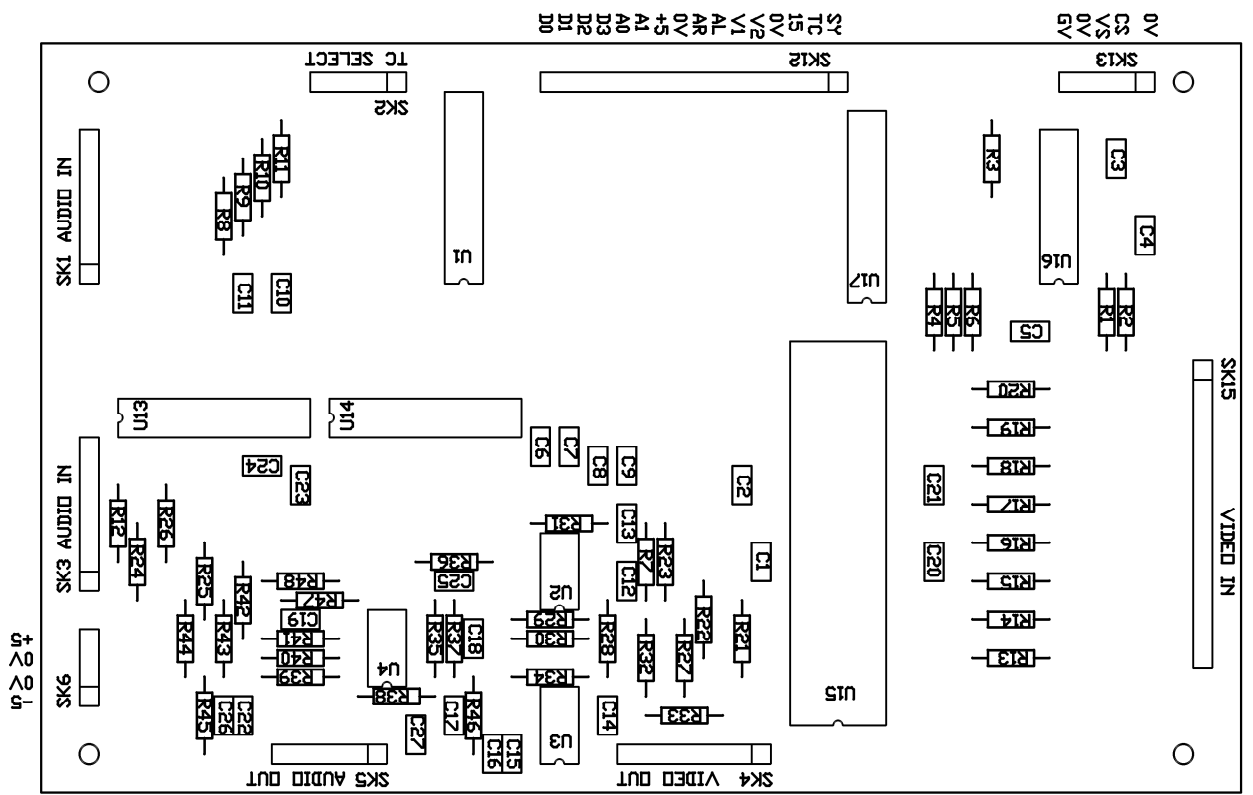 D0
D1
D2
D3
A0
A1
+5
0V
AR
AL
V1
V2
0V
15
TC
SY
GV
0V
VS
CS
0V
TC SELECT
SK2
SK12
SK13
SK1 AUDIO IN
R11
R10
R9
R8
R3
C3
C4
U1
U17
U16
C11
C10
R4
R5
R6
C5
R1
R2
SK15
R20
U13
U14
R19
C6
C7
C8
C9
C24
C23
C2
C21
R18
SK3 AUDIO IN
R12
R26
R24
R31
C13
R17
VIDEO IN
R36
R7
R23
C1
C20
R16
R25
R48
C25
C12
R15
R42
R47
U2
R44
R43
C19
R41
R40
R39
U4
R35
R37
C18
R29
R30
R34
R28
R32
R27
R22
R21
R14
R13
+5
0V
0V
-5
SK6
R38
U15
R45
C26
C22
C27
C17
R46
C16
C15
U3
C14
R33
SK5 AUDIO OUT
SK4 VIDEO OUT